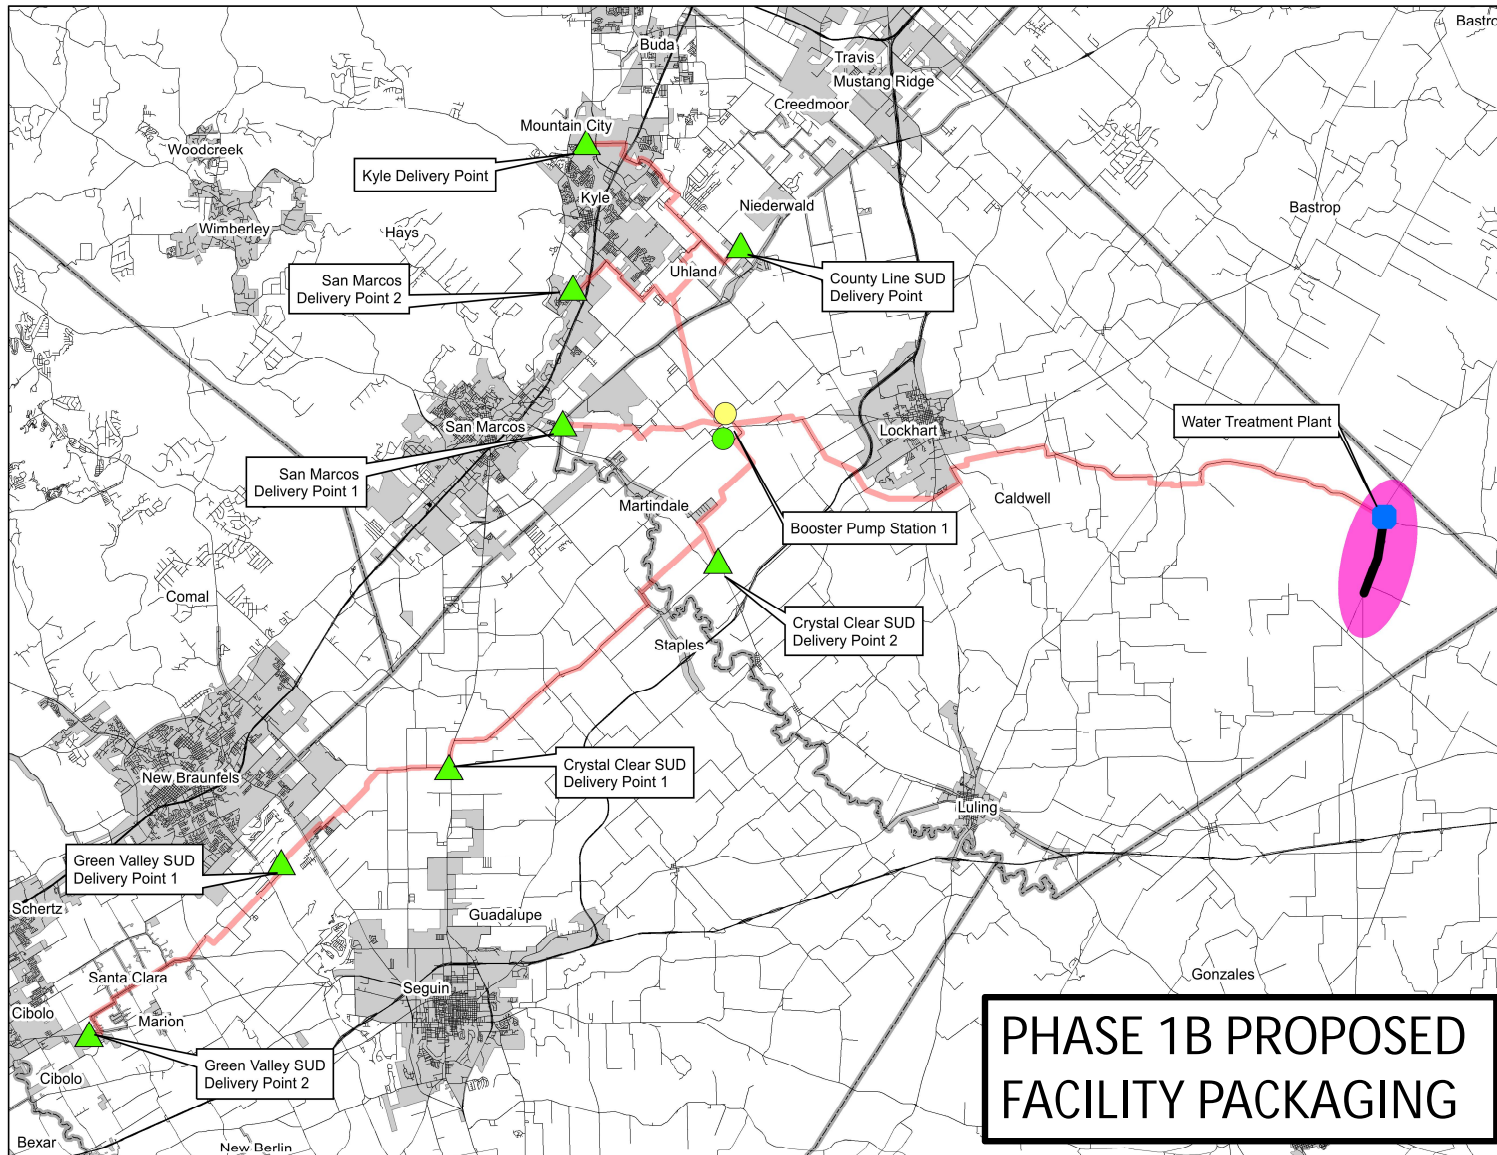 Bastro
Buda
Travis
Mustang Ridge
Creedmoor
Mountain City
Woodcreek
Kyle Delivery Point
Kyle
Niederwald
Bastrop
Wimberley
Hays
Uhland
San Marcos
Delivery Point 2
County Line SUD
Delivery Point
San Marcos
Lockhart
Water Treatment Plant
San Marcos
Delivery Point 1
Caldwell
Martindale
Booster Pump Station 1
Comal
Crystal Clear SUD
Delivery Point 2
Staples
New Braunfels
Crystal Clear SUD
Delivery Point 1
Luling
Green Valley SUD
Delivery Point 1
Schertz
Guadalupe
Santa Clara
Gonzales
Seguin
Cibolo
Marion
Green Valley SUD
Delivery Point 2
Cibolo
Bexar
New Berlin
PHASE 1B PROPOSED
FACILITY PACKAGING